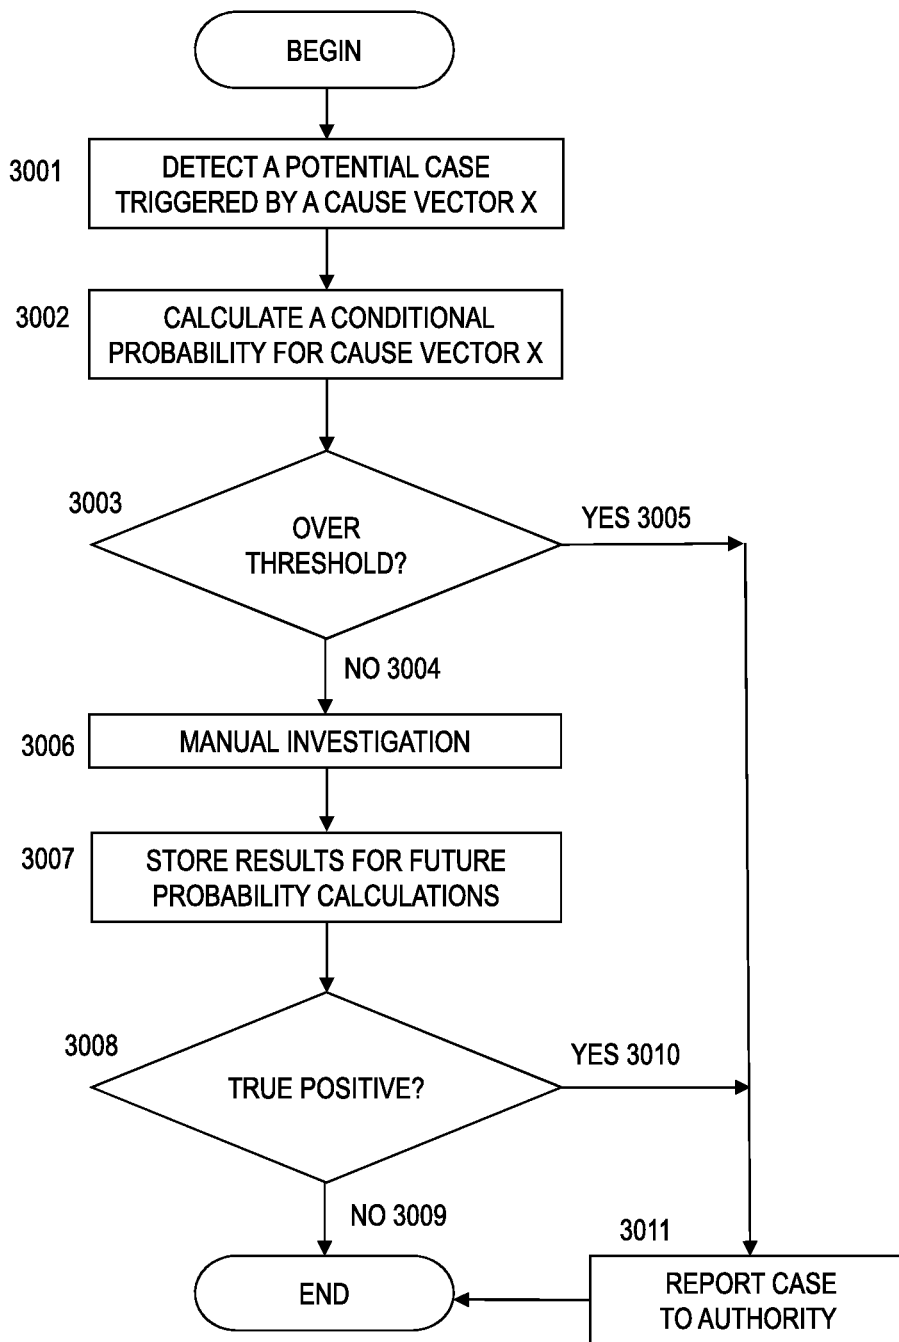 BEGIN
3001
DETECT A POTENTIAL CASE
TRIGGERED BY A CAUSE VECTOR X
3002
CALCULATE A CONDITIONAL
PROBABILITY FOR CAUSE VECTOR X
3003
OVER
THRESHOLD?
YES 3005
NO 3004
3006
MANUAL INVESTIGATION
3007
STORE RESULTS FOR FUTURE
PROBABILITY CALCULATIONS
3008
TRUE POSITIVE?
YES 3010
NO 3009
3011
REPORT CASE
TO AUTHORITY
END